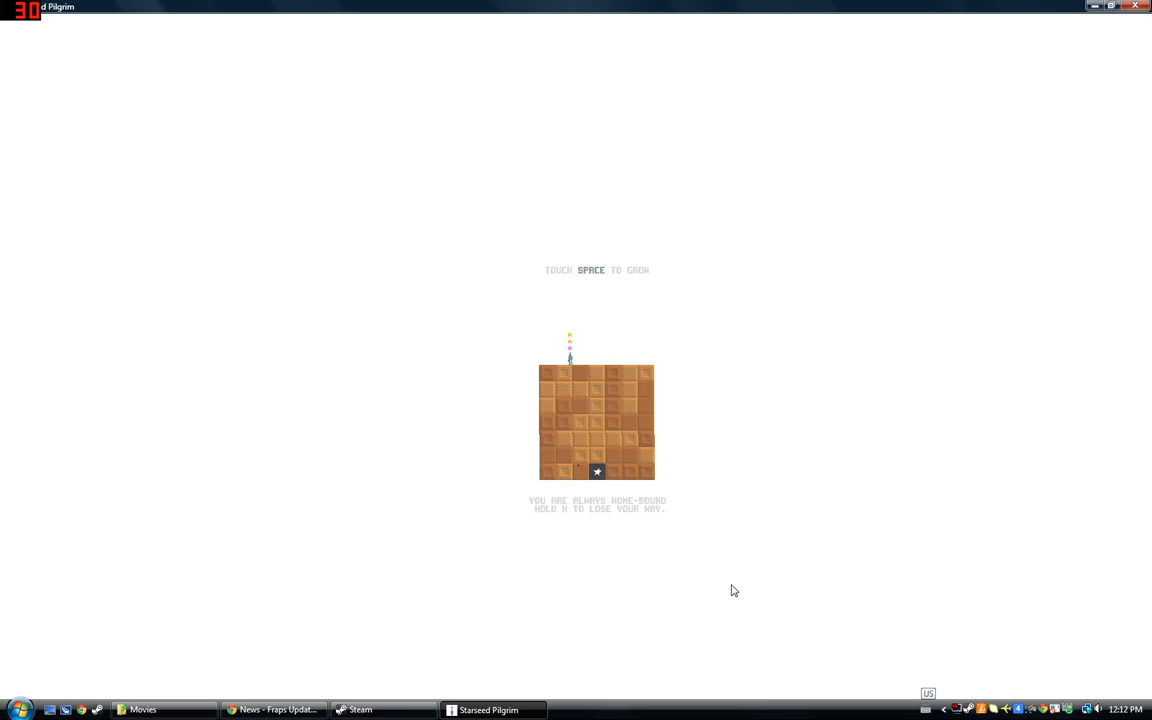 30
d Pilgrim
TOUCH SPACE TO GROW
YOU ARE ALWAYS HOME-BOUND
HOLD H TO LOSE YOUR WAY.
US
Movies
News - Fraps Updat...
Steam
Starseed Pilgrim
4
12:12 PM